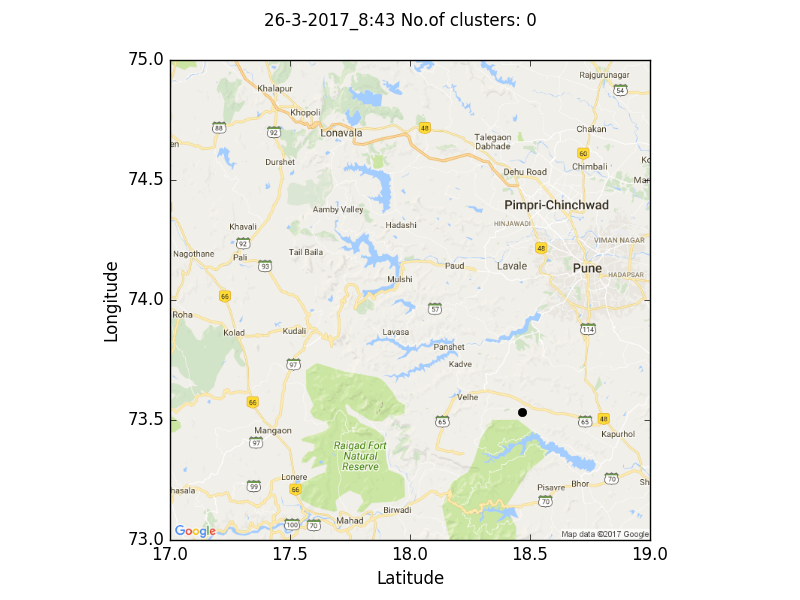 26-3-2017_8:43 No.of clusters: 0
75.0
74.5
74.0
73.5
73.0
17.0
17.5
18.0
18.5
19.0
Longitude
Latitude
Rajgurunagar
54
Khalapur
Khopoli
88
92
Lonavala
48
Talegaon
Dabhade
Chakan
60
en
Durshet
Chimbali
Dehu Road
Aamby Valley
Pimpri-Chinchwad
Khavali
Hadashi
HINJAWADI
92
48
VIMAN NAGAR
Nagothane
Pali
Tail Baila
93
Paud
Lavale
Pune
HADAPSAR
Mulshi
66
57
Roha
Kolad
Kudali
Lavasa
114
Panshet
97
Kadve
66
Velhe
65
65
48
Mangaon
Kapurhol
97
Raigad Fort
Natural
Reserve
99
Lonere
66
hasala
Pisavre
Bhor
70
Sh
70
Birwadi
Mahad
100
70
Google
Map data ©2017 Google